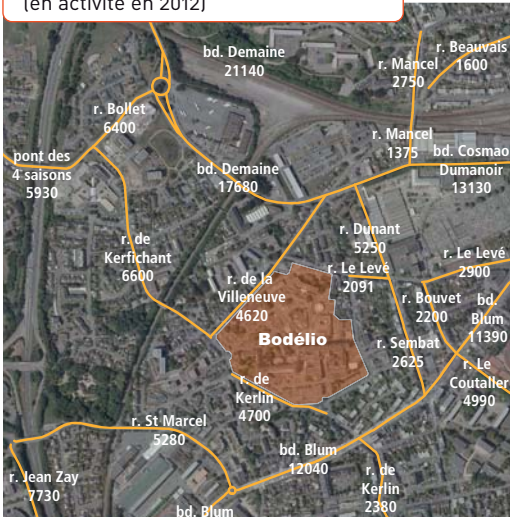 (en activité en 2012)
bd. Demaine
21140
r. Beauvais
1600
r. Mancel
2750
r. Bollet
6400
r. Mancel
1375
bd. Cosmao
Dumanoir
13130
pont des
4 saisons
5930
bd. Demaine
17680
r. Dunant
5250
r. de
Kerfichant
6600
r. Le Levé
2900
r. Le Levé
2091
r. de la
Villeneuve
4620
r. Bouvet
2200
bd.
Blum
11390
Bodélio
r. Sembat
2625
r. Le
Coutaller
4990
r. de
Kerlin
4700
r. St Marcel
5280
bd. Blum
12040
r. Jean Zay
7730
r. de
Kerlin
2380
bd. Blum